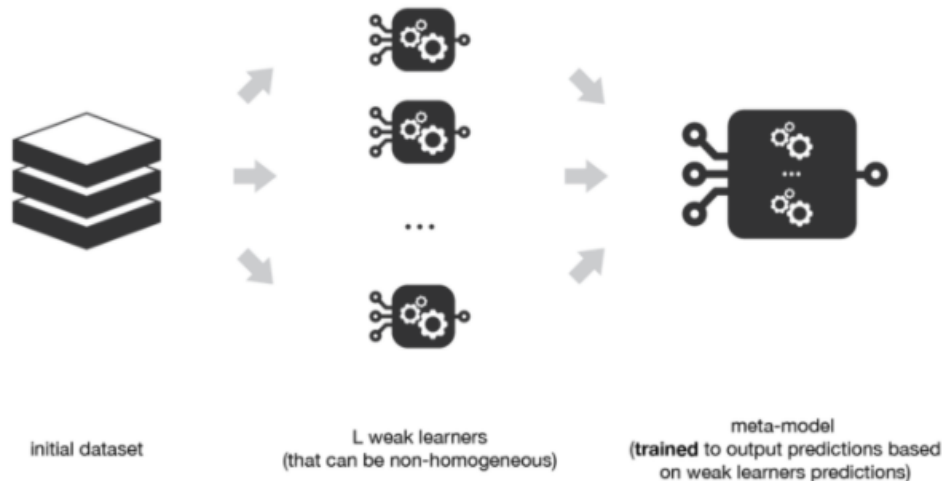 initial dataset
L weak learners
(that can be non-homogeneous)
meta-model
(trained to output predictions based
on weak learners predictions)